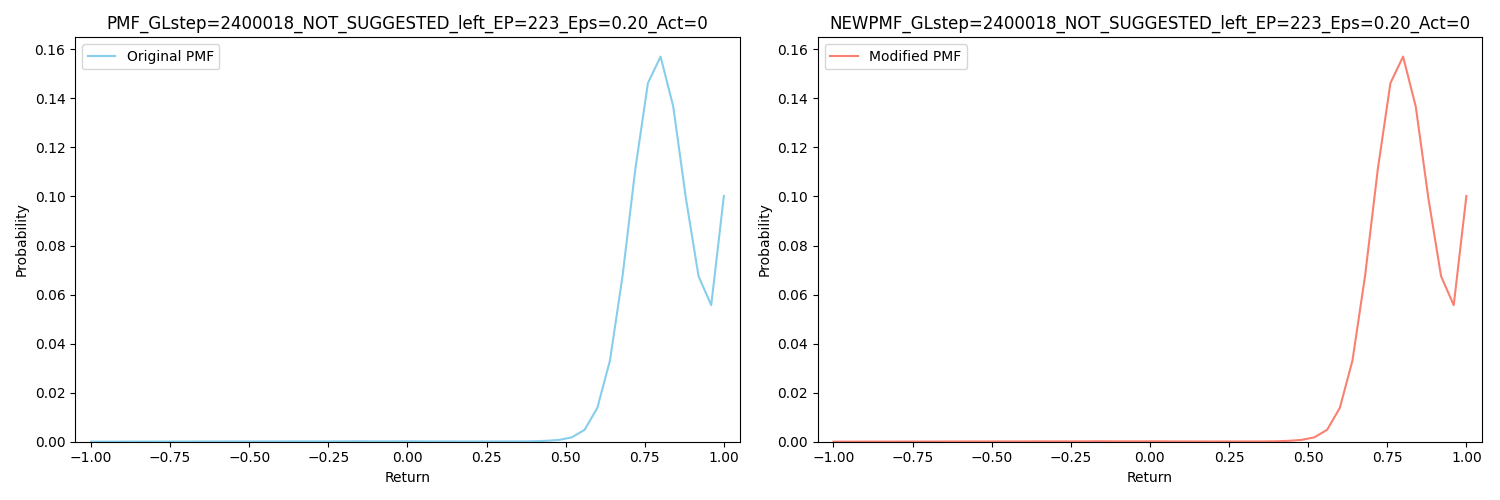 PMF_GLstep=2400018_NOT_SUGGESTED_left_EP=223_Eps=0.20_Act=0
Original PMF
0.16
0.14
0.12
0.10
0.08
0.06
0.04
0.02
0.00
Probability
−1.00 −0.75 −0.50 −0.25 0.00 0.25 0.50 0.75 1.00
Return
NEWPMF_GLstep=2400018_NOT_SUGGESTED_left_EP=223_Eps=0.20_Act=0
Modified PMF
0.16
0.14
0.12
0.10
0.08
0.06
0.04
0.02
0.00
Probability
−1.00 −0.75 −0.50 −0.25 0.00 0.25 0.50 0.75 1.00
Return